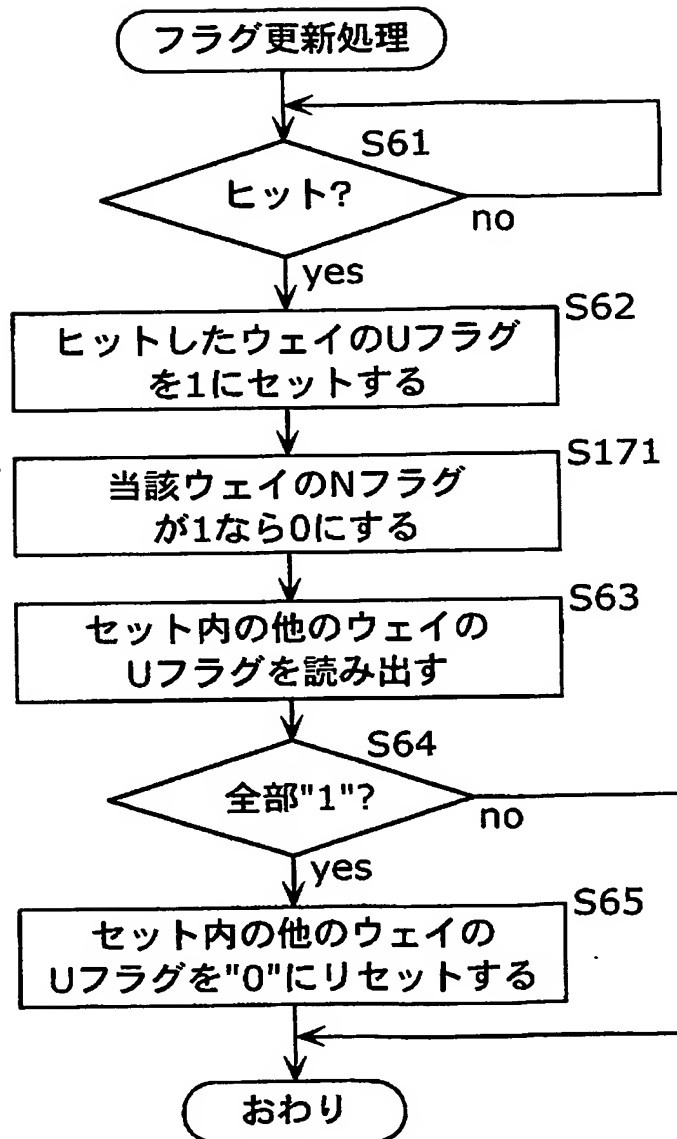 フラグ更新処理
S61
ヒット?
no
yes
S62
ヒットしたウェイのUフラグ
を1にセットする
S171
当該ウェイのNフラグ
が1なら0にする
S63
セット内の他のウェイの
Uフラグを読み出す
S64
全部"1"?
no
yes
S65
セット内の他のウェイの
Uフラグを"0"にリセットする
おわり